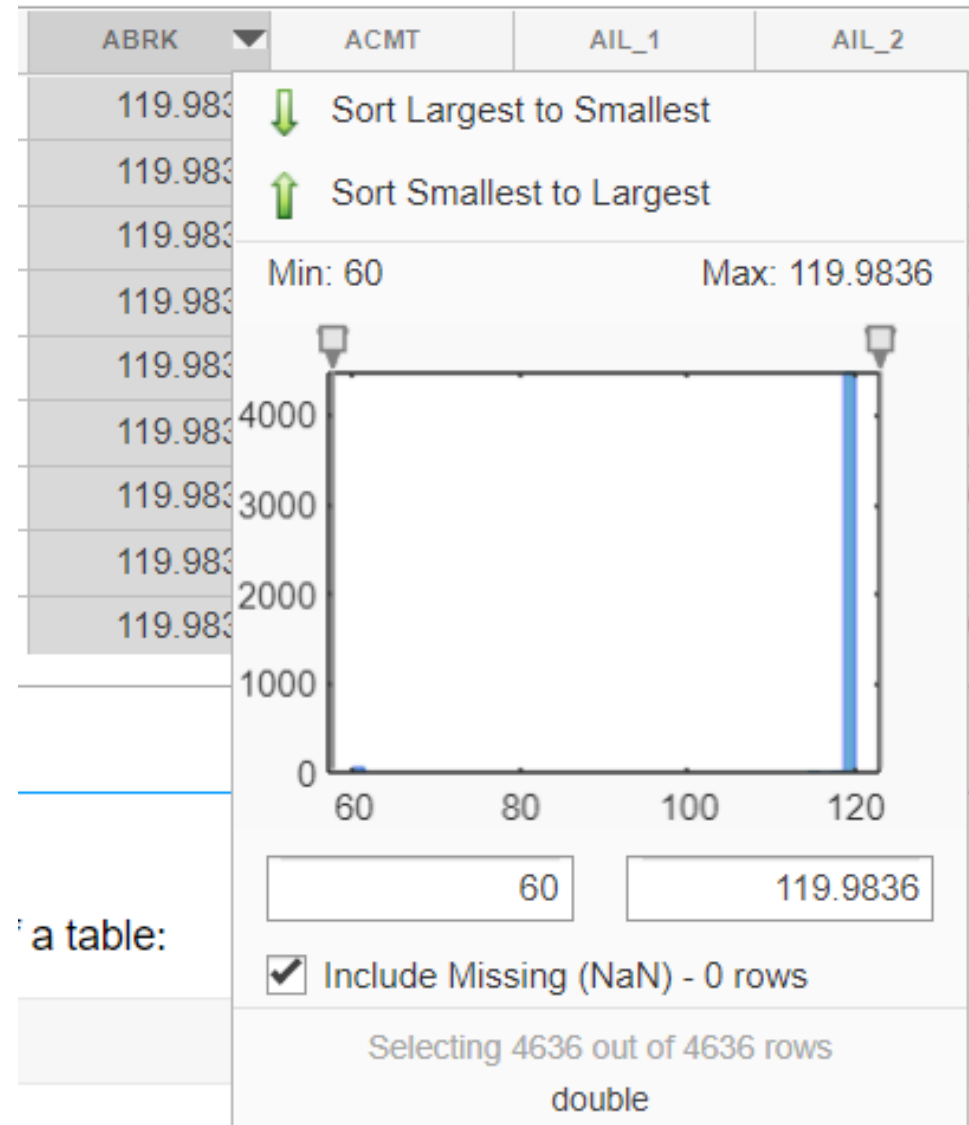 ABRK ACMT AIL_1 AIL_2
119.983
119.983
119.983
119.983
119.983
119.983
119.983
119.983
119.983
Sort Largest to Smallest
Sort Smallest to Largest
Min: 60 Max: 119.9836
4000
3000
2000
1000
0
60 80 100 120
60 119.9836
a table:
Include Missing (NaN) - 0 rows
Selecting 4636 out of 4636 rows
double